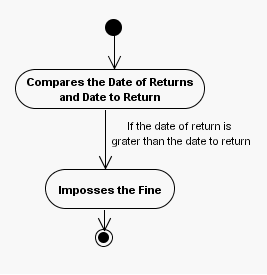 Compares the Date of Returns
and Date to Return
If the date of return is
grater than the date to return
Imposses the Fine